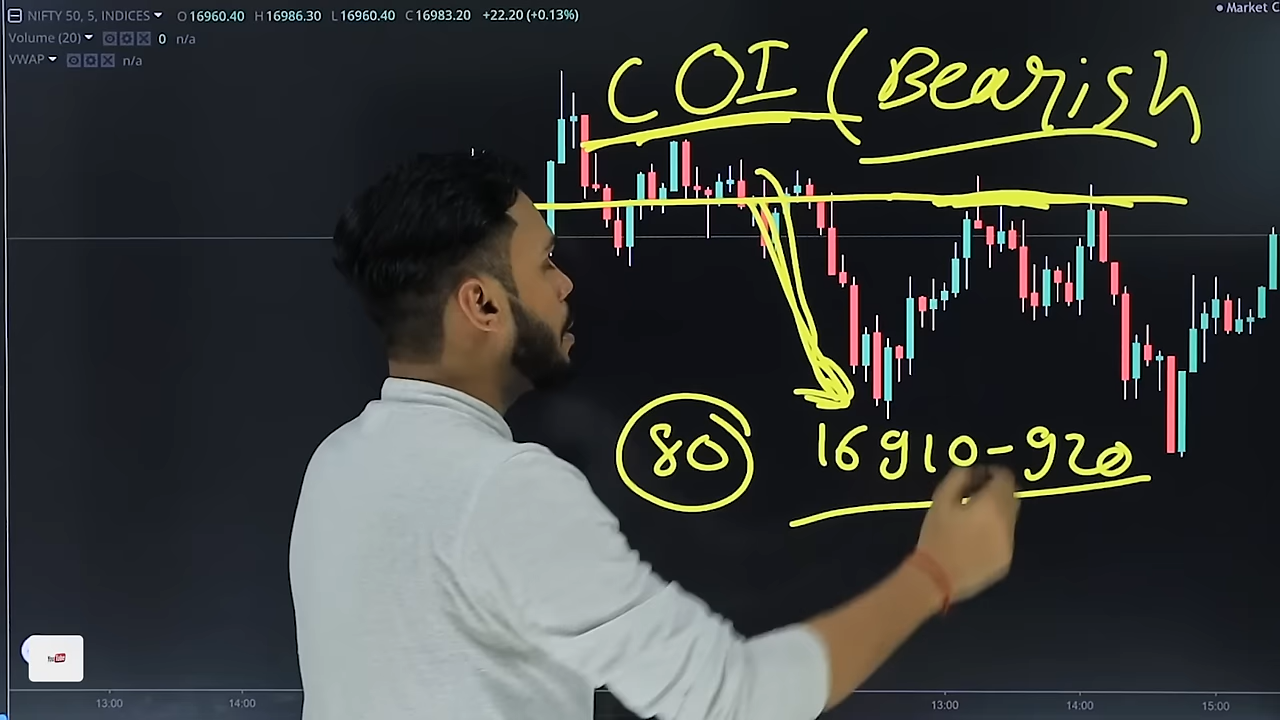 NIFTY 50, 5, INDICES O 16960.40 H 16986.30 L 16960.40 C 16983.20 +22.20 (+0.13%)
Market C
Volume (20) 0 n/a
VWAP n/a
COI (Bearish
80
16910-920
YouTube
13:00 14:00 13:00 14:00 15:00